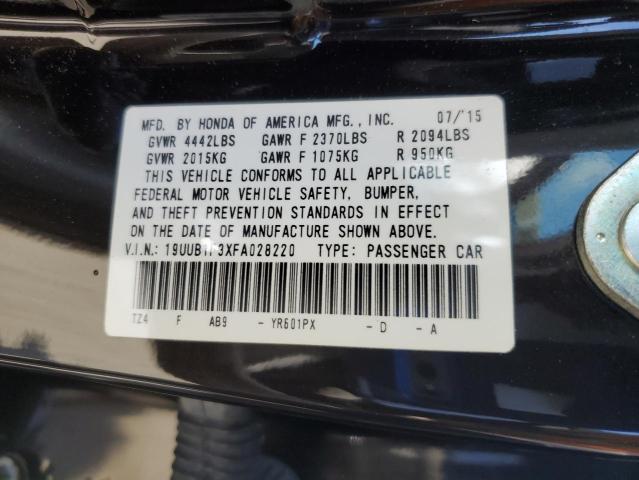 MFD. BY HONDA OF AMERICA MFG., INC. 07/'15
GVWR 4442LBS GAWR F 2370LBS R 2094LBS
GVWR 2015KG GAWR F 1075KG R 950KG
THIS VEHICLE CONFORMS TO ALL APPLICABLE
FEDERAL MOTOR VEHICLE SAFETY, BUMPER,
AND THEFT PREVENTION STANDARDS IN EFFECT
ON THE DATE OF MANUFACTURE SHOWN ABOVE.
V.I.N.: 19UUB1F3XFA028220 TYPE: PASSENGER CAR
TZ4 F AB9 - YR601PX - D - A